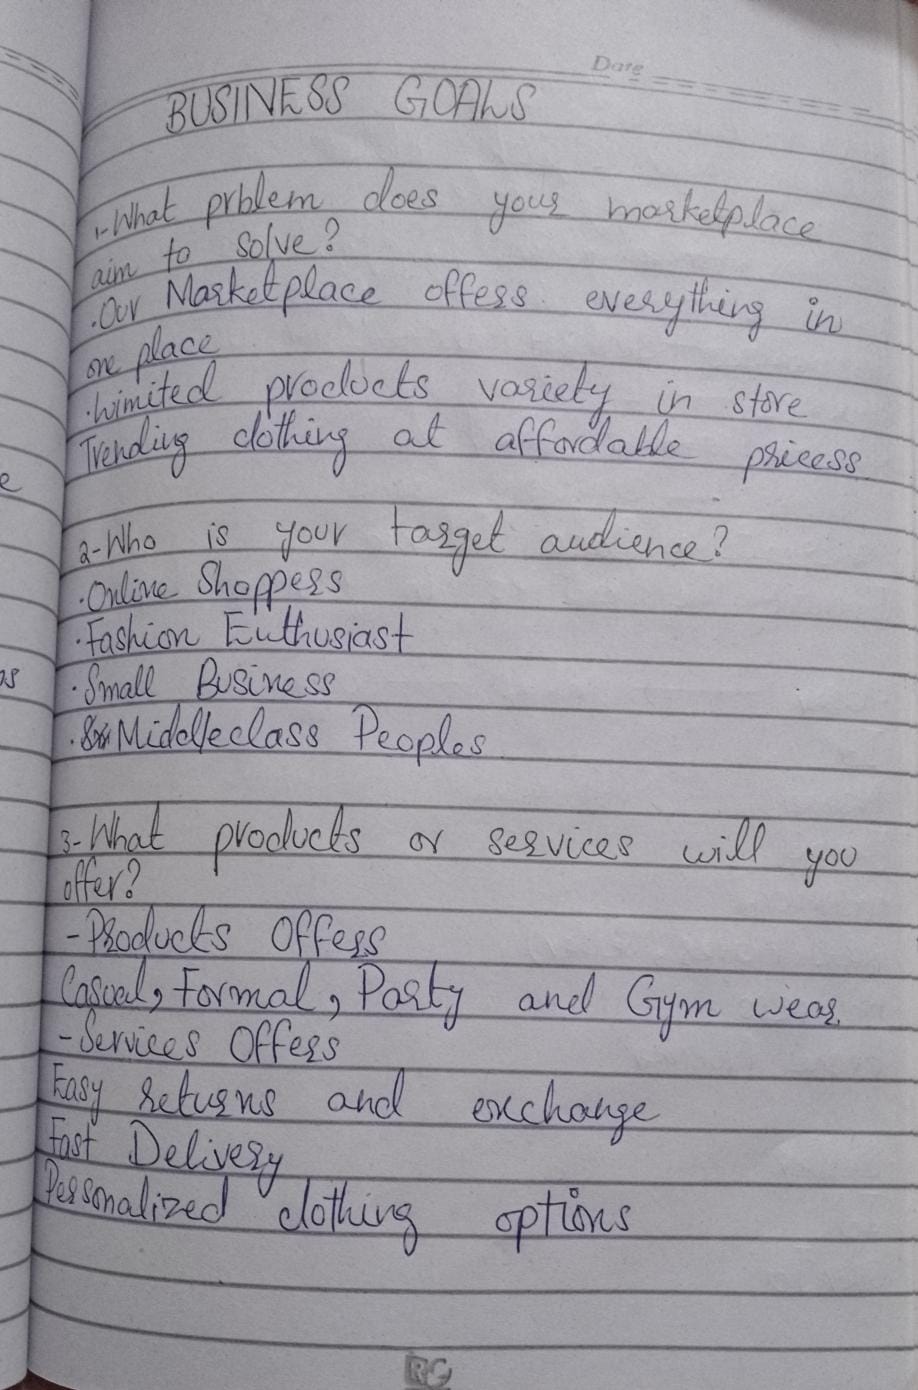 Date
BUSINESS GOALS
1-What prblem does your marketplace
aim to solve?
.Our Marketplace offers everything in
one place
.Limited products variety in store
Trending clothing at affordable pricess
e
2-Who is your target audience?
.Online Shoppers
.Fashion Enthusiast
os
.Small Business
.Middleclass Peoples
3-What products or services will you
offer?
-Products Offers
Casual, Formal, Party and Gym wear.
-Services Offers
Easy returns and exchange
Fast Delivery
Personalized clothing options
RC